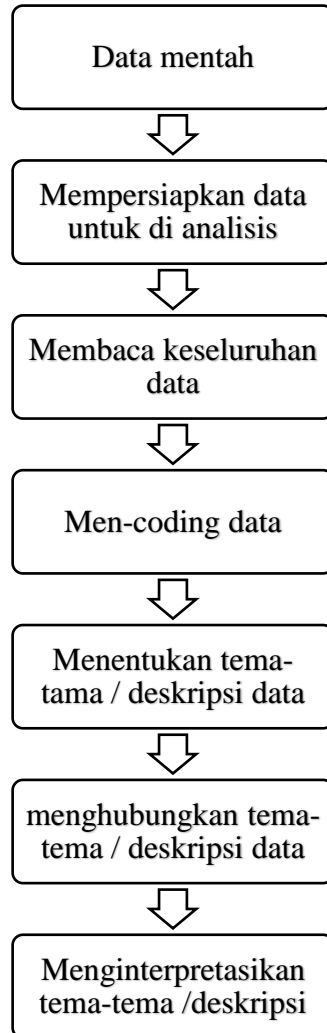 Data mentah
Mempersiapkan data
untuk di analisis
Membaca keseluruhan
data
Men-coding data
Menentukan tema-
tama / deskripsi data
menghubungkan tema-
tema / deskripsi data
Menginterpretasikan
tema-tema /deskripsi